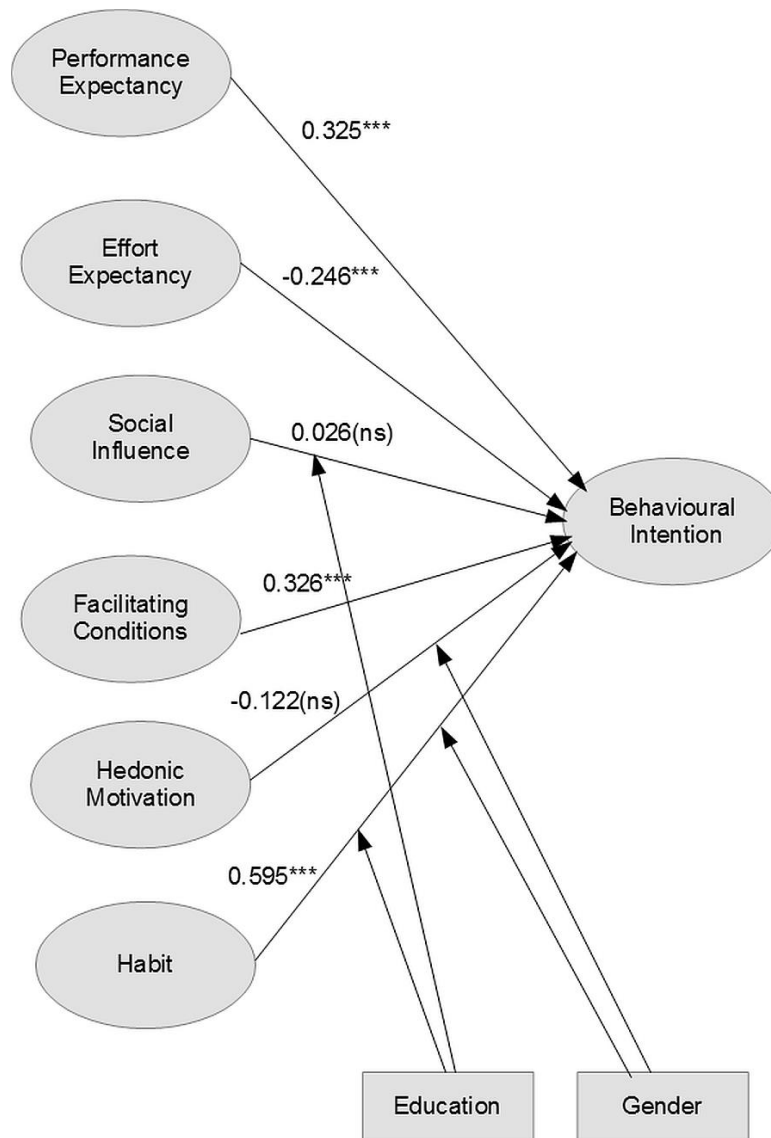 Performance
Expectancy
0.325***
Effort
Expectancy
-0.246***
Social
Influence
0.026(ns)
Behavioural
Intention
Facilitating
Conditions
0.326***
-0.122(ns)
Hedonic
Motivation
0.595***
Habit
Education
Gender